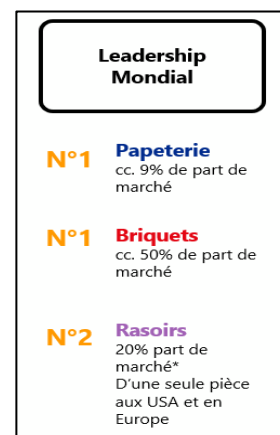 Leadership
Mondial
N°1
Papeterie
cc. 9% de part de
marché
N°1
Briquets
cc. 50% de part de
marché
N°2
Rasoirs
20% part de
marché*
D'une seule pièce
aux USA et en
Europe